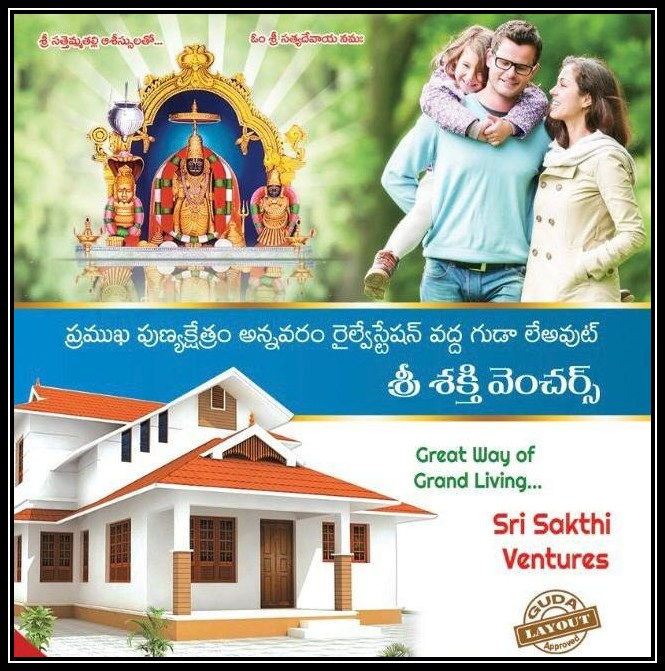 శ్రీ సత్తెమ్మతల్లి ఆశీస్సులతో...
ఓం శ్రీ సత్యదేవాయ నమః
ప్రముఖ పుణ్యక్షేత్రం అన్నవరం రైల్వేస్టేషన్ వద్ద గుడా లేఅవుట్
శ్రీ శక్తి వెంచర్స్
Great Way of
Grand Living...
Sri Sakthi
Ventures
GUDA
LAYOUT
Approved